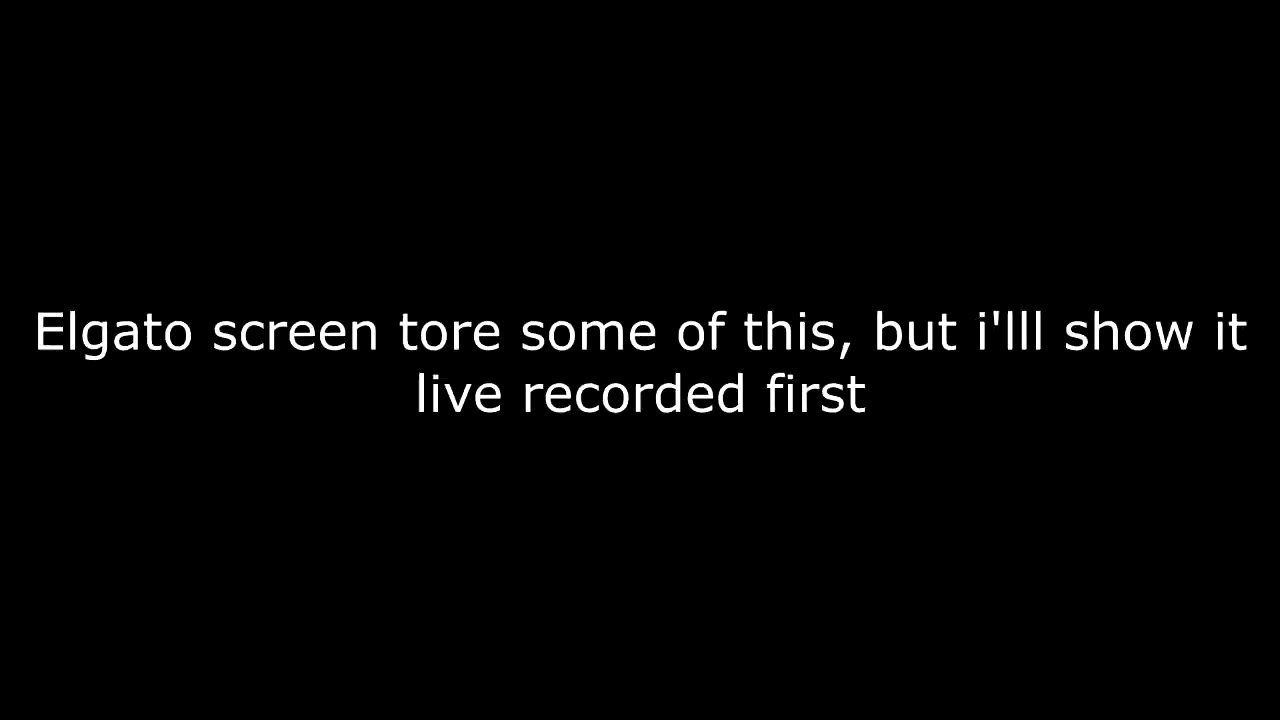 Elgato screen tore some of this, but i'lll show it
live recorded first